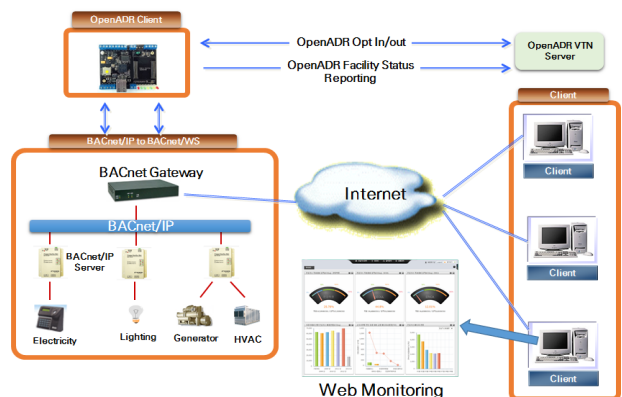 OpenADR Client
OpenADR Opt In/out
OpenADR Facility Status
Reporting
OpenADR VTN
Server
Client
BACnet/IP to BACnet/WS
BACnet Gateway
BACnet/IP
BACnet/IP
Server
Electricity
Lighting
Generator
HVAC
Internet
Client
Client
Client
Web Monitoring